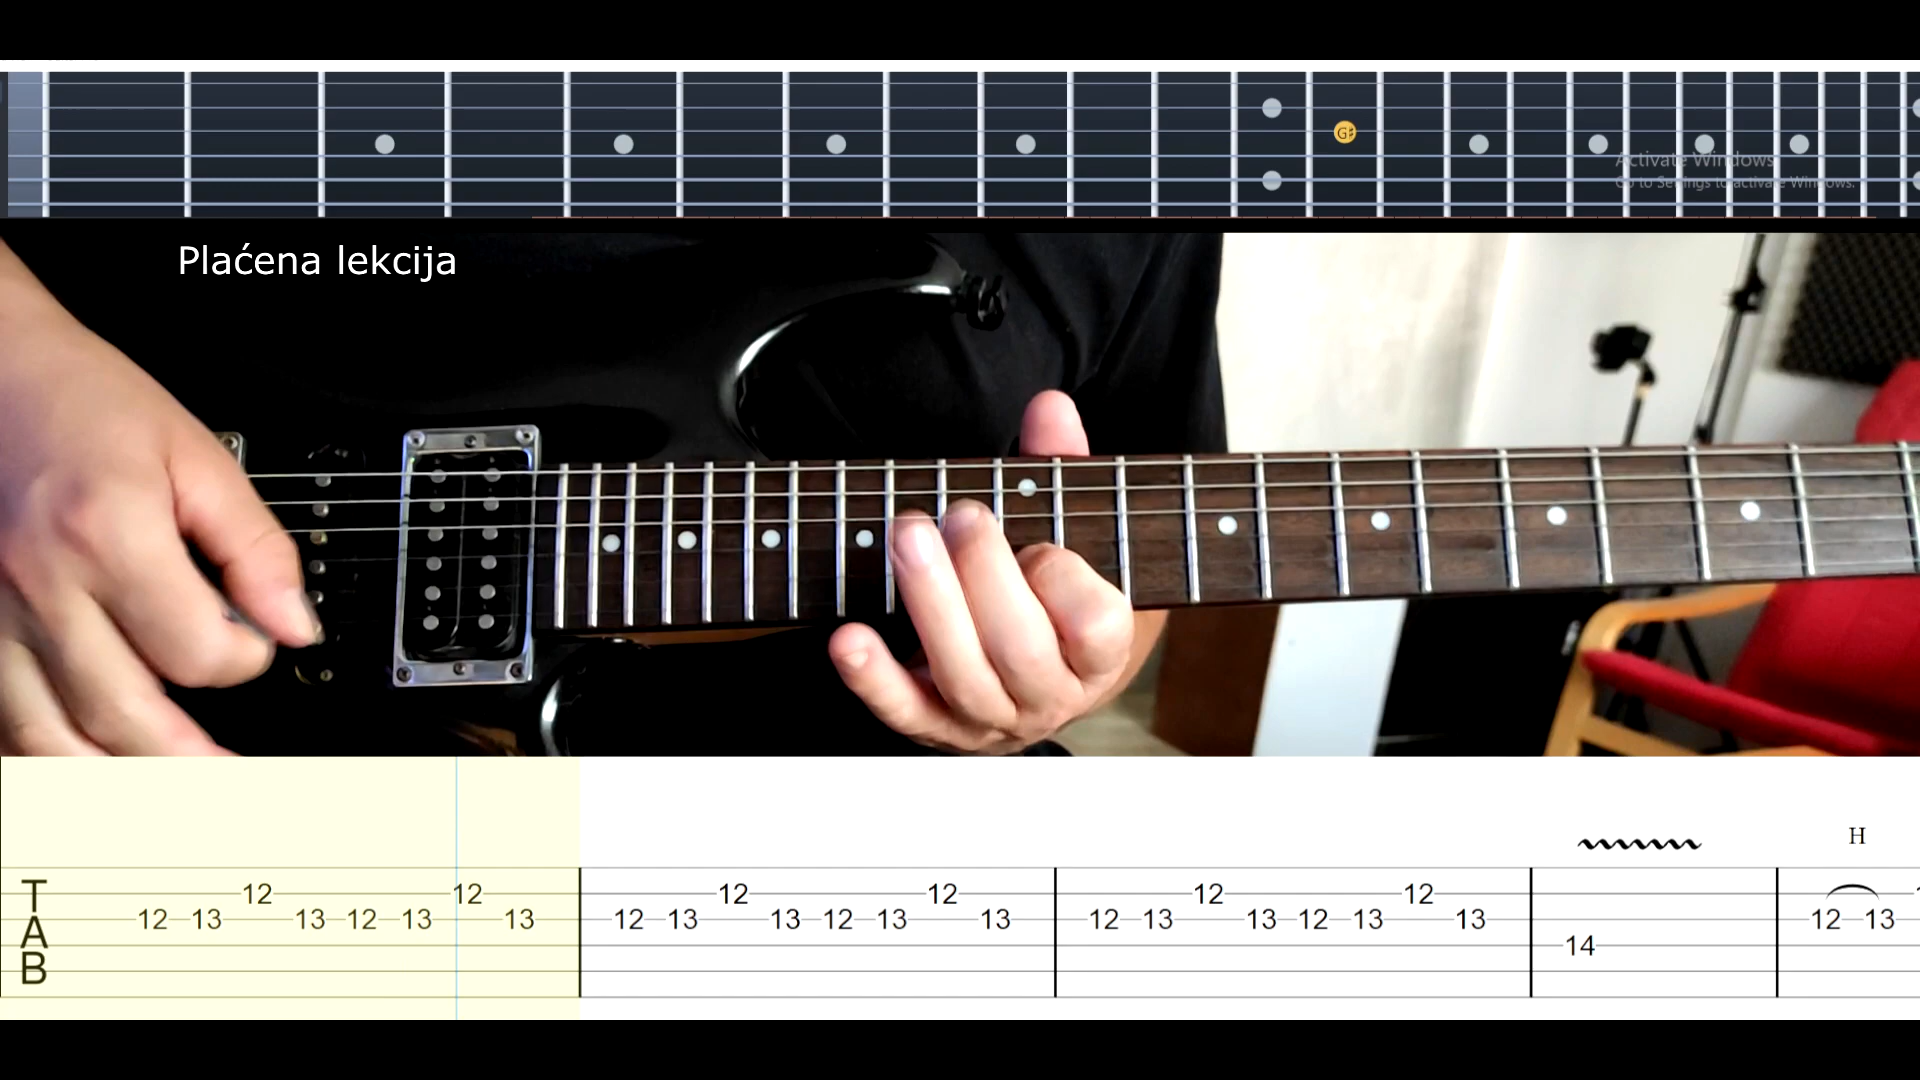 G♯
Activate Windows
Go to Settings to activate Windows.
Plaćena lekcija
H
T 12 12 12 12 12 12
A 12 13 13 12 13 13 12 13 13 12 13 13 12 13 13 12 13 13 12 13
B 14